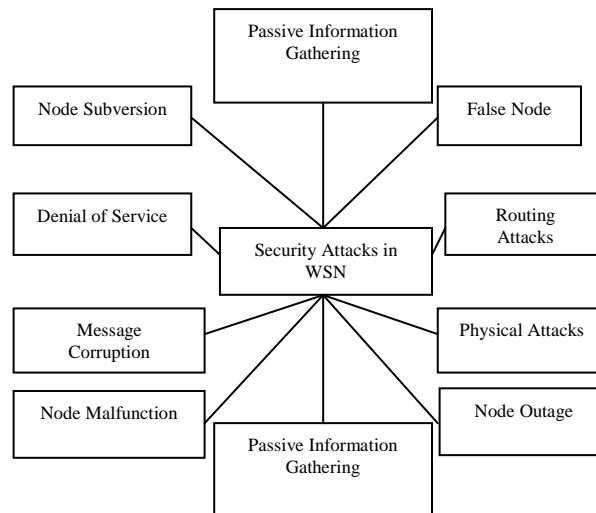 Passive Information
Gathering
Node Subversion
False Node
Denial of Service
Routing
Attacks
Security Attacks in
WSN
Message
Corruption
Physical Attacks
Node Malfunction
Node Outage
Passive Information
Gathering